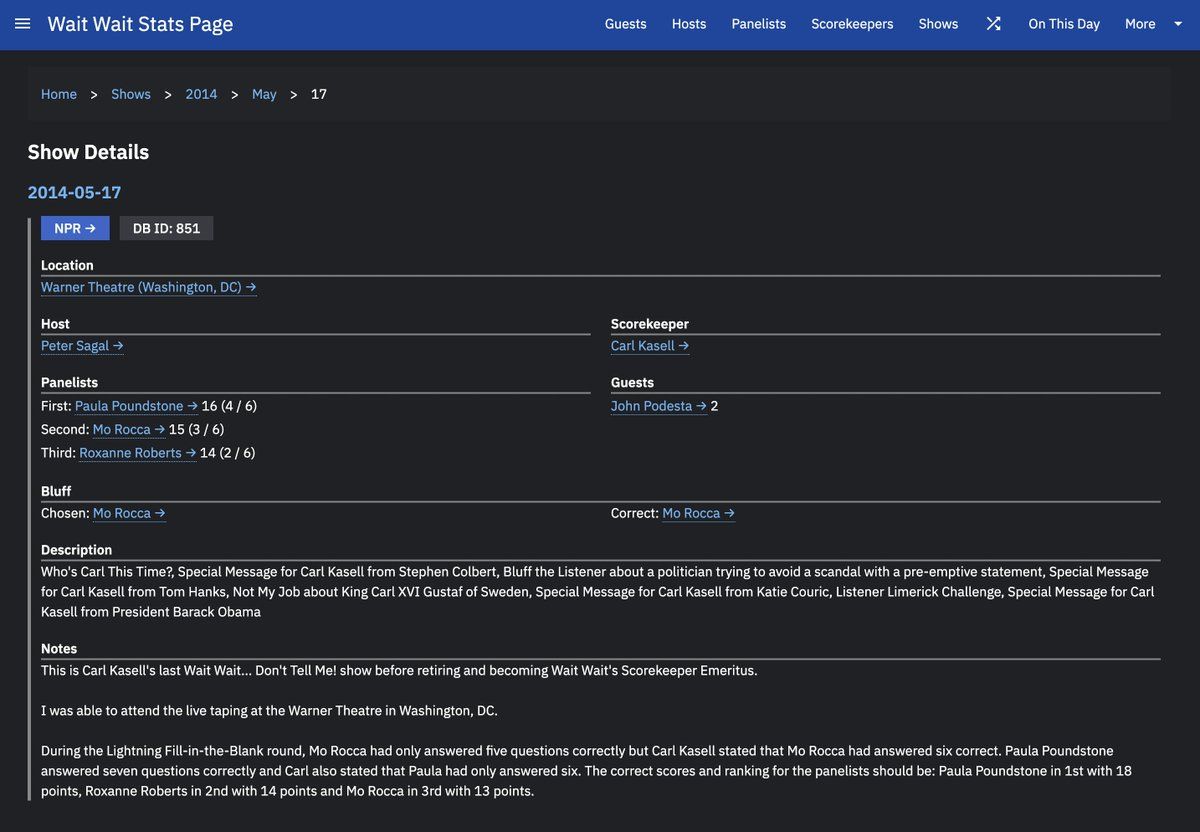 Wait Wait Stats Page
Guests Hosts Panelists Scorekeepers Shows On This Day More
Home > Shows > 2014 > May > 17
Show Details
2014-05-17
NPR → DB ID: 851
Location
Warner Theatre (Washington, DC) →
Host
Peter Sagal →
Scorekeeper
Carl Kasell →
Panelists
First: Paula Poundstone → 16 (4 / 6)
Second: Mo Rocca → 15 (3 / 6)
Third: Roxanne Roberts → 14 (2 / 6)
Guests
John Podesta → 2
Bluff
Chosen: Mo Rocca →
Correct: Mo Rocca →
Description
Who's Carl This Time?, Special Message for Carl Kasell from Stephen Colbert, Bluff the Listener about a politician trying to avoid a scandal with a pre-emptive statement, Special Message
for Carl Kasell from Tom Hanks, Not My Job about King Carl XVI Gustaf of Sweden, Special Message for Carl Kasell from Katie Couric, Listener Limerick Challenge, Special Message for Carl
Kasell from President Barack Obama
Notes
This is Carl Kasell's last Wait Wait... Don't Tell Me! show before retiring and becoming Wait Wait's Scorekeeper Emeritus.
I was able to attend the live taping at the Warner Theatre in Washington, DC.
During the Lightning Fill-in-the-Blank round, Mo Rocca had only answered five questions correctly but Carl Kasell stated that Mo Rocca had answered six correct. Paula Poundstone
answered seven questions correctly and Carl also stated that Paula had only answered six. The correct scores and ranking for the panelists should be: Paula Poundstone in 1st with 18
points, Roxanne Roberts in 2nd with 14 points and Mo Rocca in 3rd with 13 points.